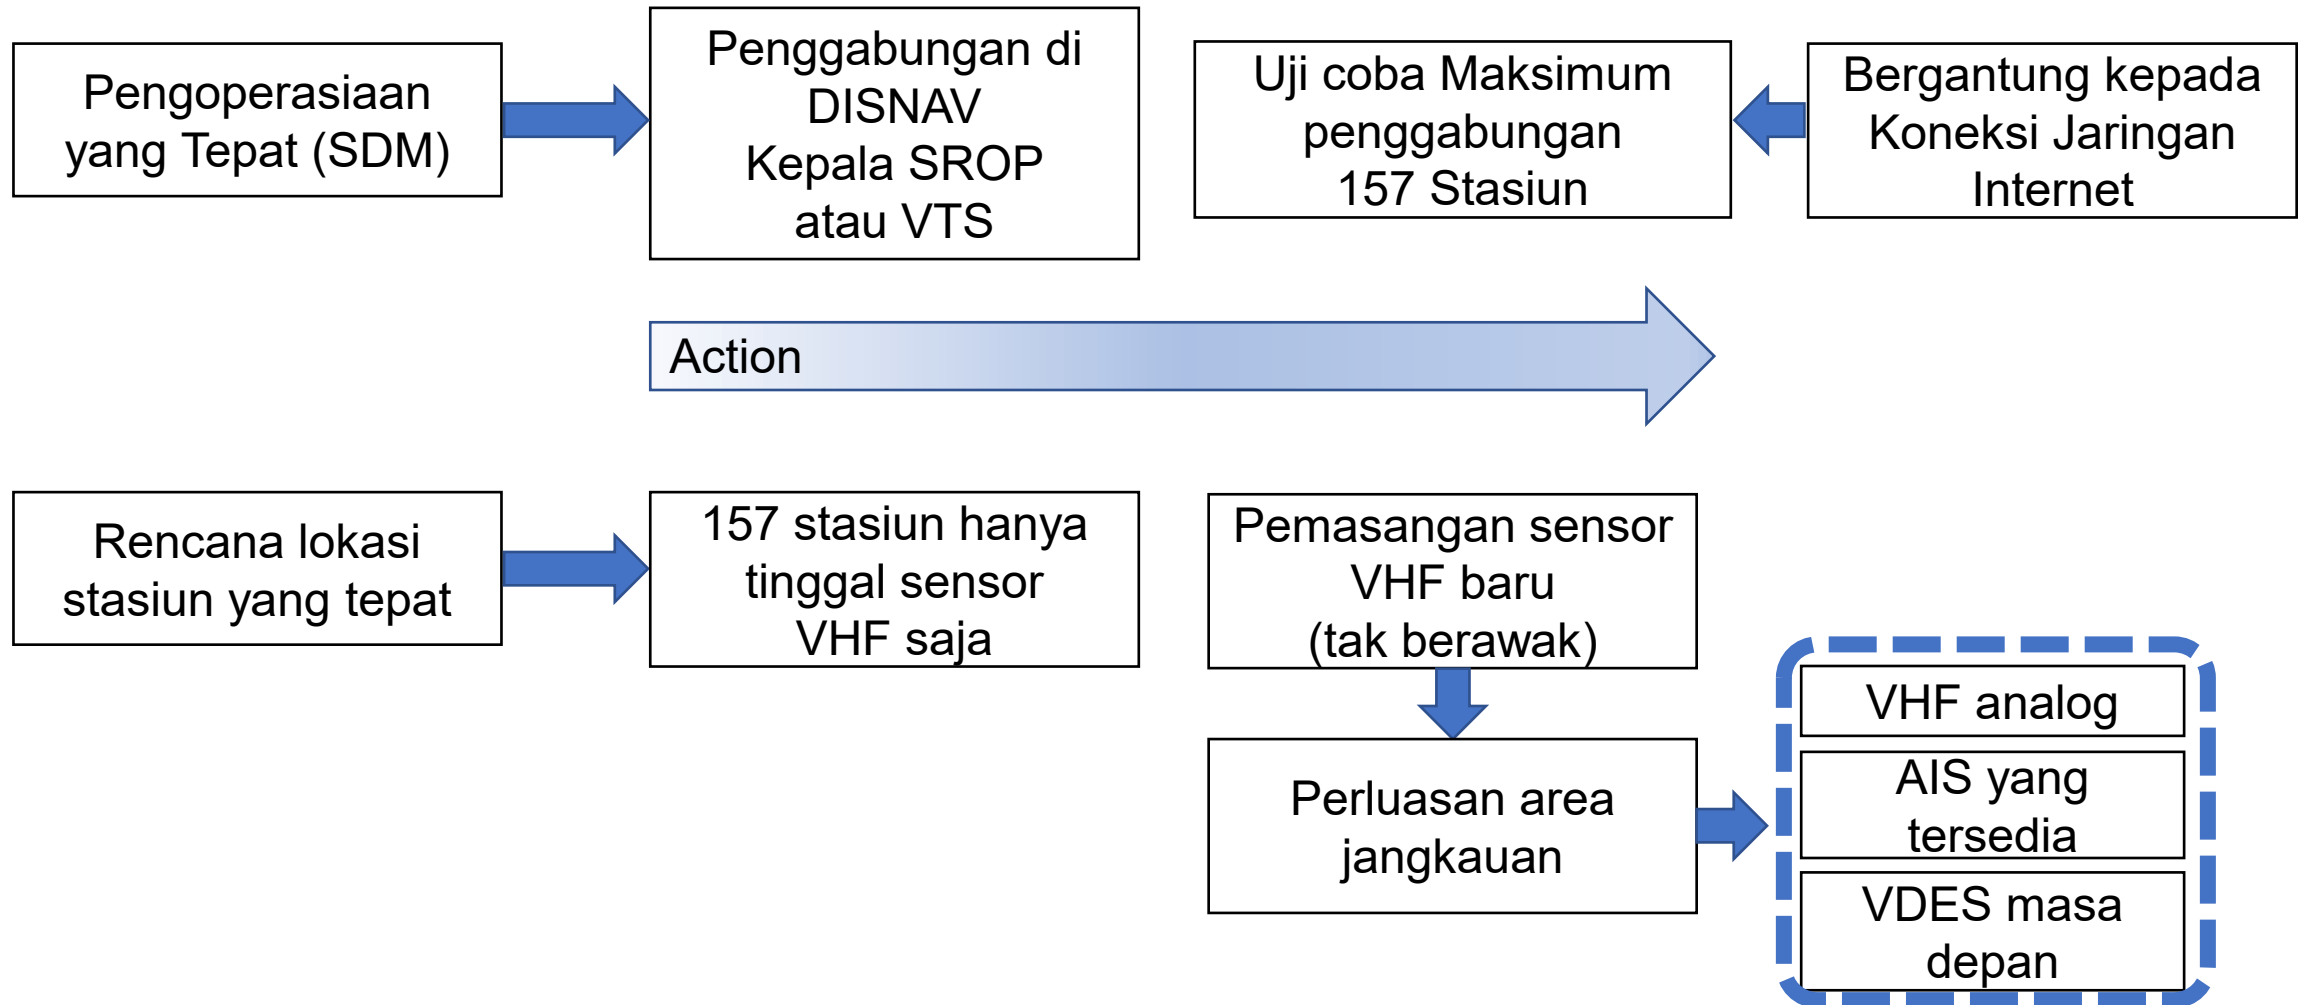 Pengoperasiaan
yang Tepat (SDM)
Penggabungan di
DISNAV
Kepala SROP
atau VTS
Uji coba Maksimum
penggabungan
157 Stasiun
Bergantung kepada
Koneksi Jaringan
Internet
Action
Rencana lokasi
stasiun yang tepat
157 stasiun hanya
tinggal sensor
VHF saja
Pemasangan sensor
VHF baru
(tak berawak)
Perluasan area
jangkauan
VHF analog
AIS yang
tersedia
VDES masa
depan